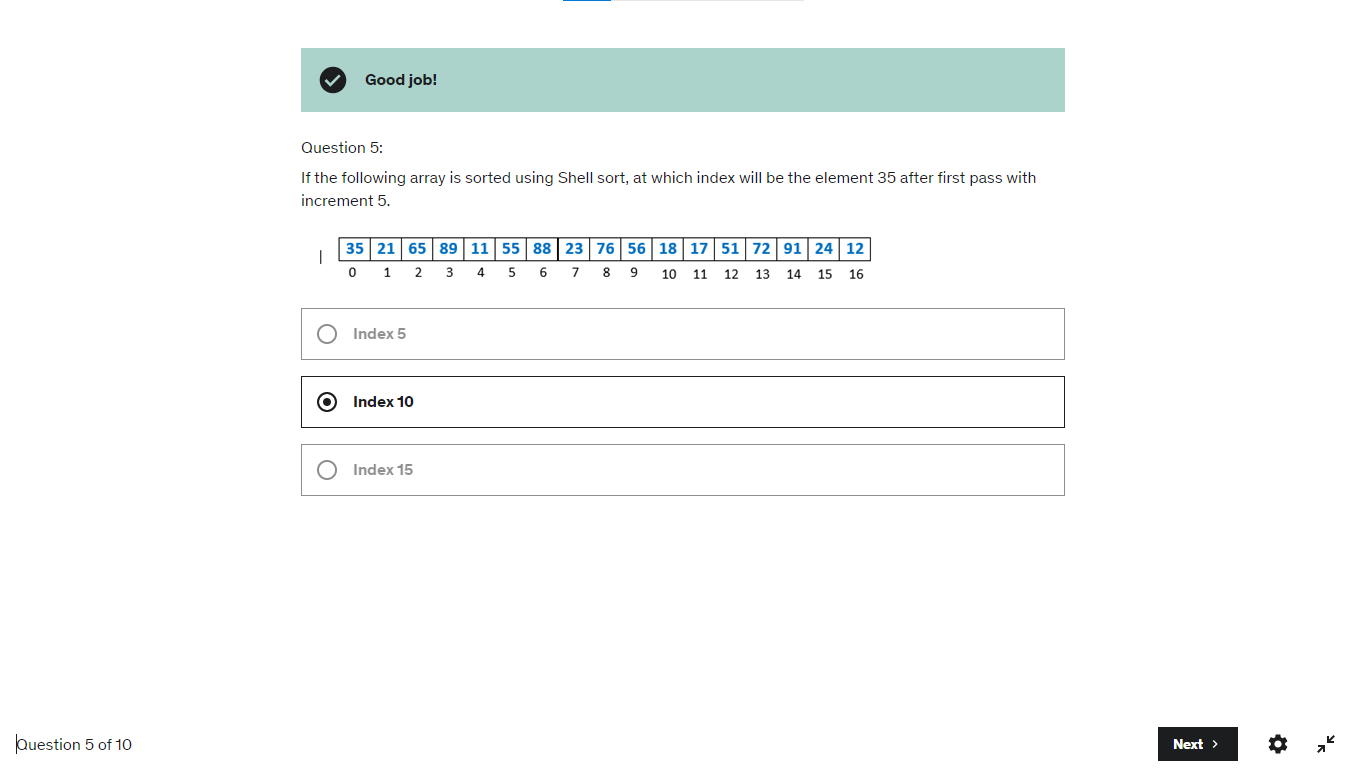 Good job!
Question 5:
If the following array is sorted using Shell sort, at which index will be the element 35 after first pass with
increment 5.
35 21 65 89 11 55 88 23 76 56 18 17 51 72 91 24 12
0 1 2 3 4 5 6 7 8 9 10 11 12 13 14 15 16
Index 5
Index 10
Index 15
Question 5 of 10
Next